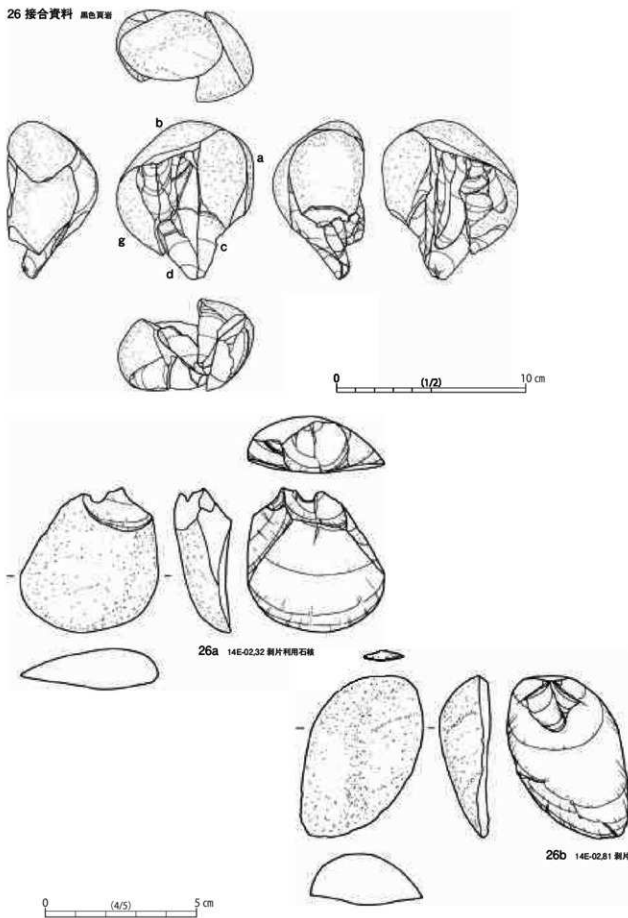 26 接合資料 黒色頁岩
b
a
g
c
d
0 (1/2) 10 cm
26a 14E-02,32 剥片利用石核
26b 14E-02,81 剥片
0 (4/5) 5 cm